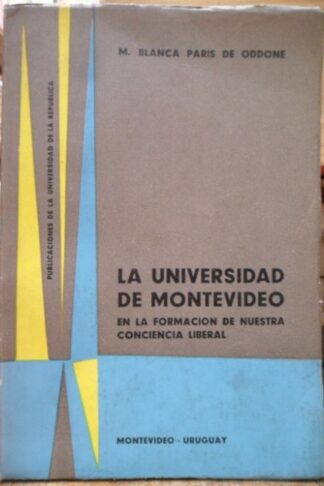 M. BLANCA PARIS DE ODDONE
PUBLICACIONES DE LA UNIVERSIDAD DE LA REPUBLICA
LA UNIVERSIDAD
DE MONTEVIDEO
EN LA FORMACION DE NUESTRA
CONCIENCIA LIBERAL
MONTEVIDEO - URUGUAY